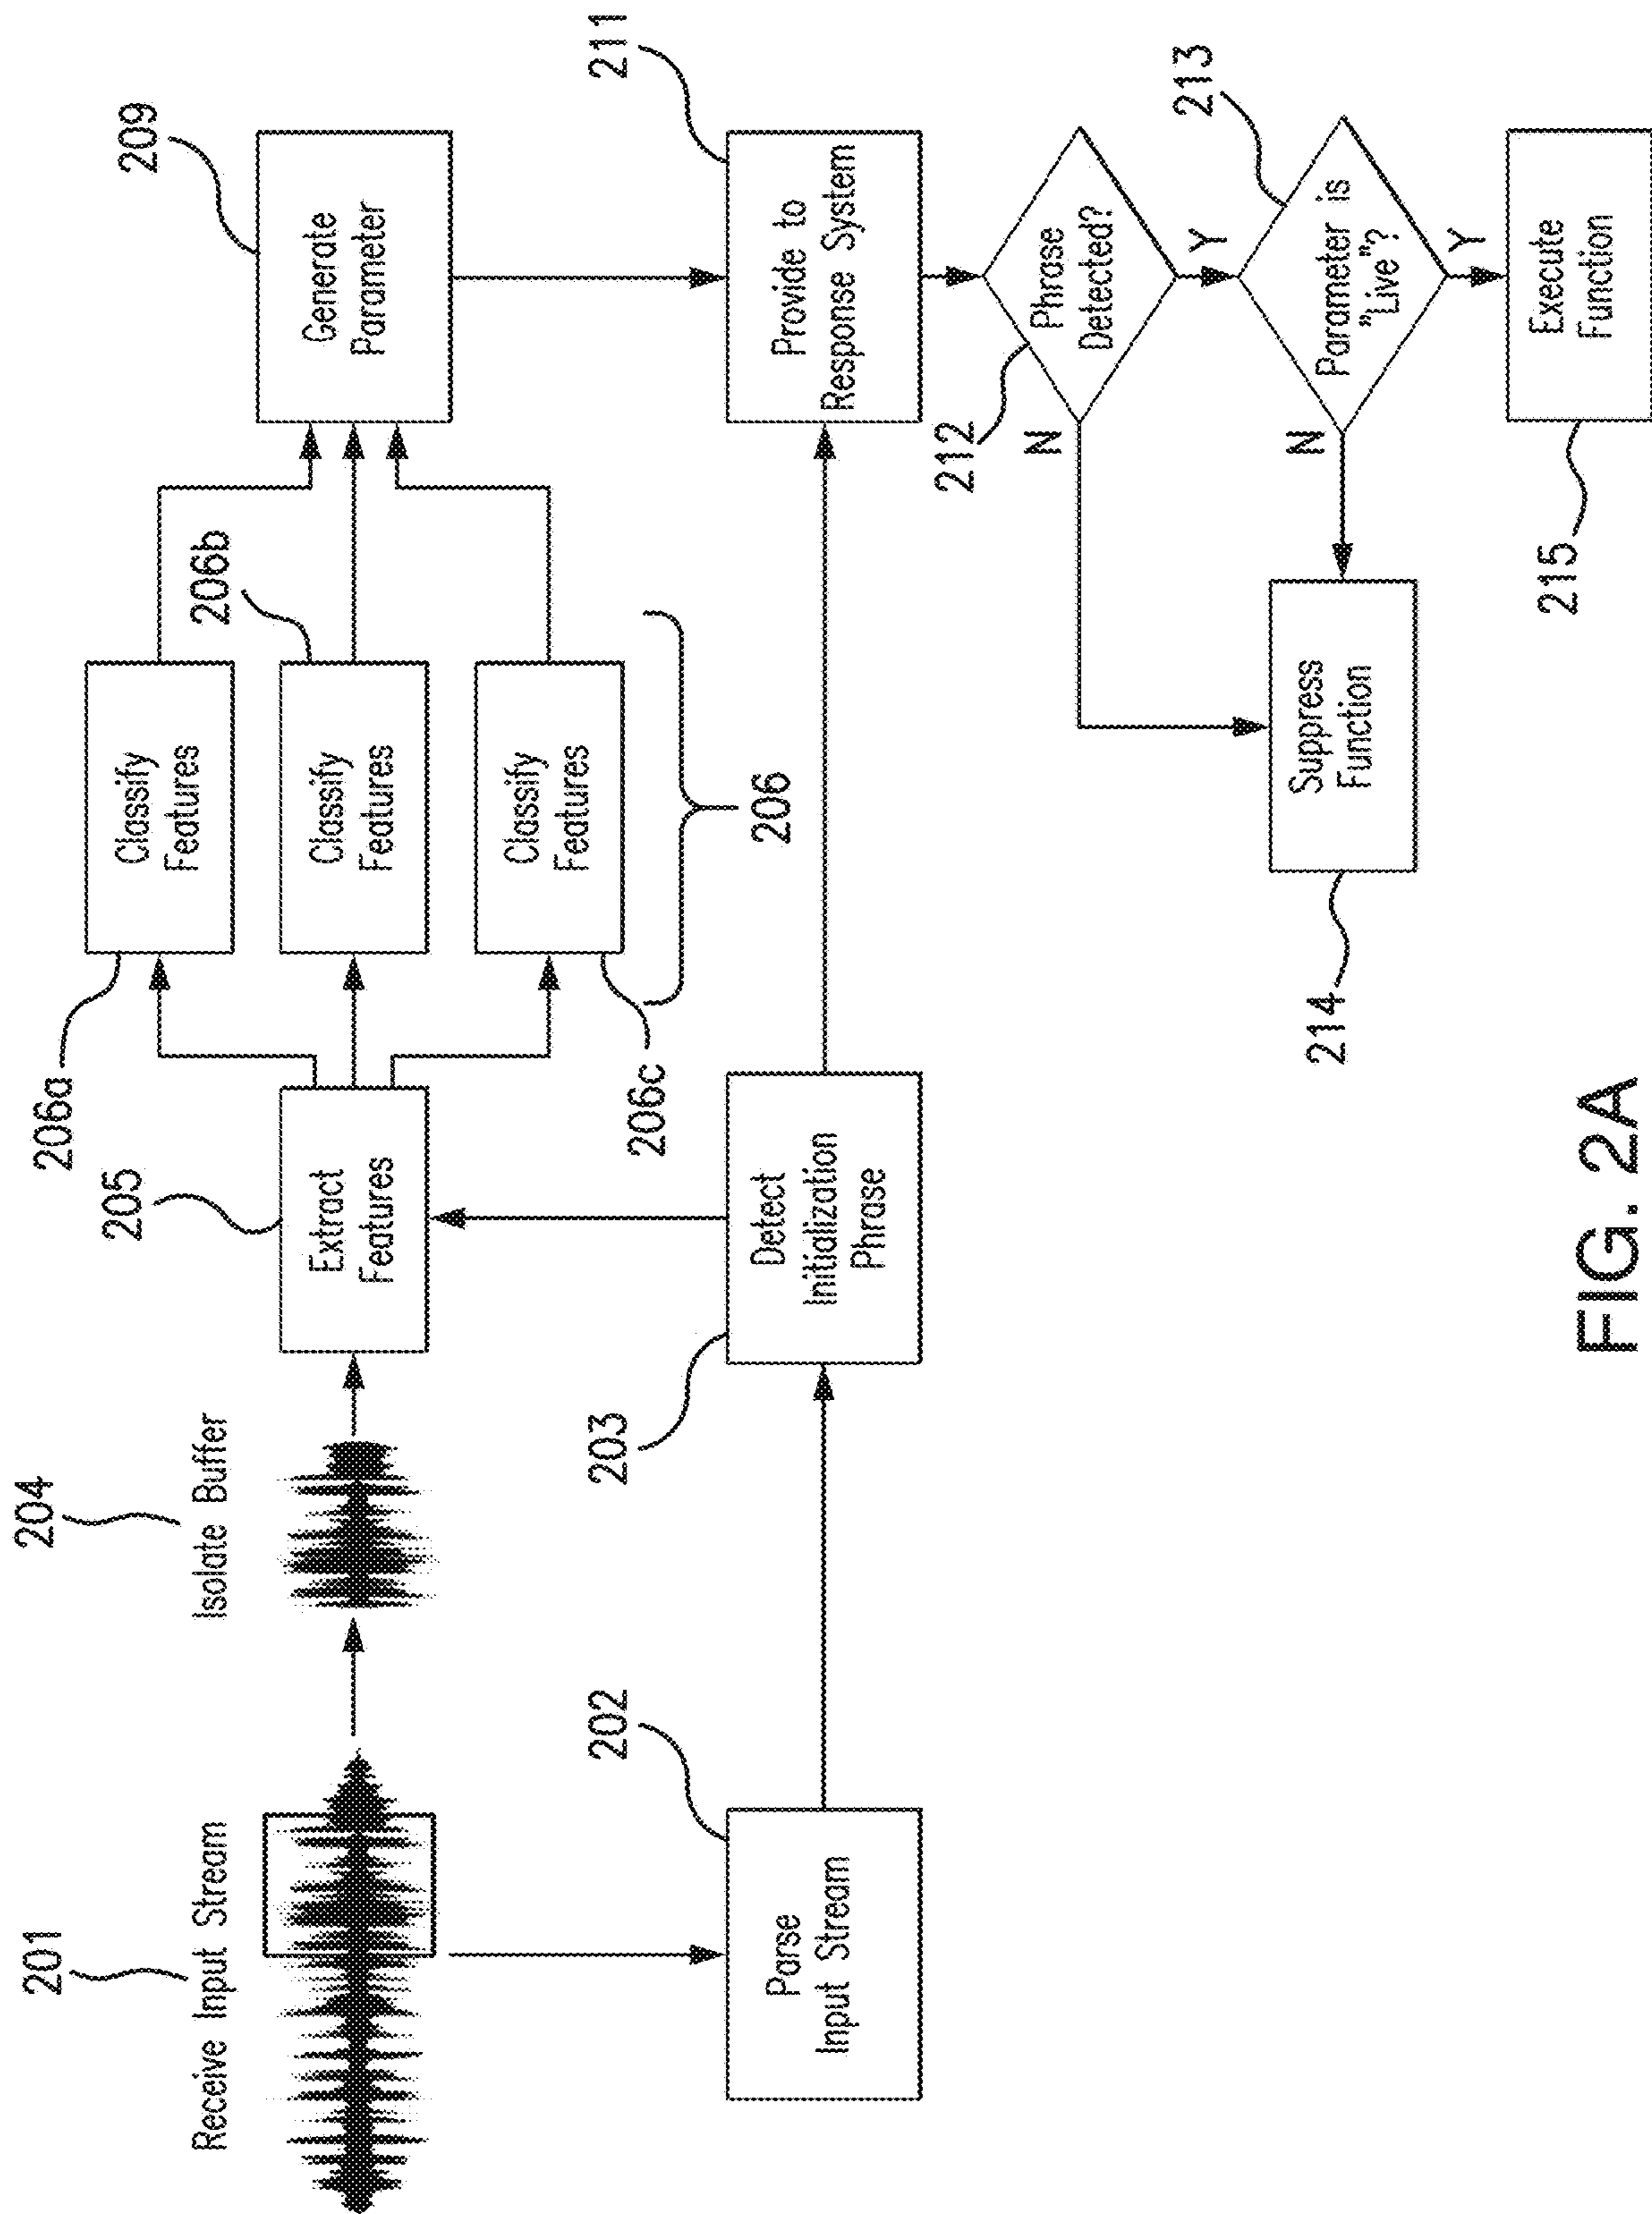 201
Receive Input Stream
204
Isolate Buffer
205
Extract
Features
206a
Classify
Features
206b
Classify
Features
206c
Classify
Features
206
209
Generate
Parameter
202
Parse
Input Stream
203
Detect
Initialization
Phrase
211
Provide to
Response System
212
Phrase
Detected?
N
Y
213
Parameter is
"Live"?
N
Y
214
Suppress
Function
215
Execute
Function
FIG. 2A